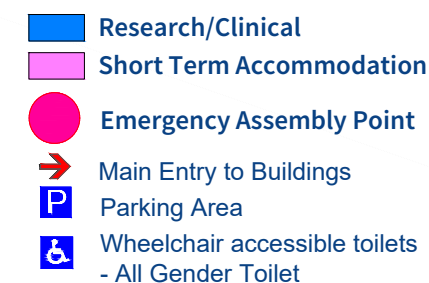 Research/Clinical
Short Term Accommodation
Emergency Assembly Point
Main Entry to Buildings
P Parking Area
Wheelchair accessible toilets
- All Gender Toilet